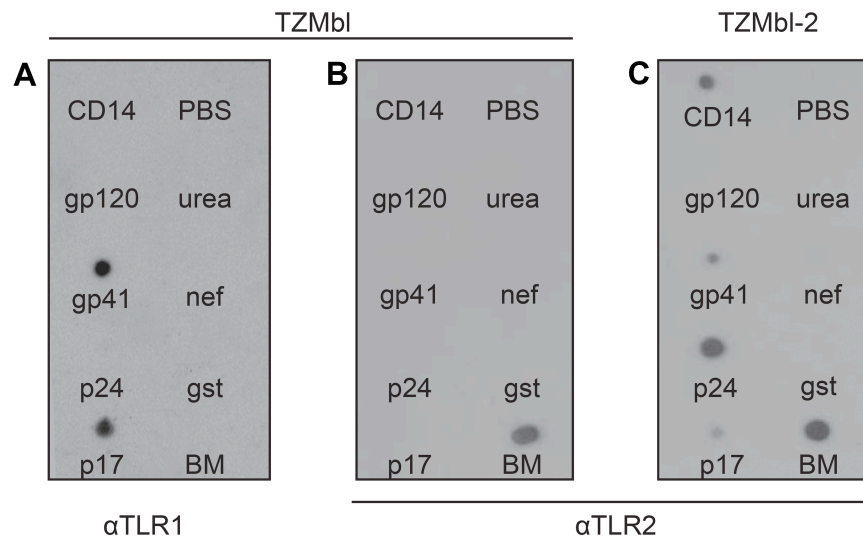 TZMbl TZMbl-2
A B C
CD14 PBS CD14 PBS CD14 PBS
gp120 urea gp120 urea gp120 urea
gp41 nef gp41 nef gp41 nef
p24 gst p24 gst p24 gst
p17 BM p17 BM p17 BM
αTLR1 αTLR2